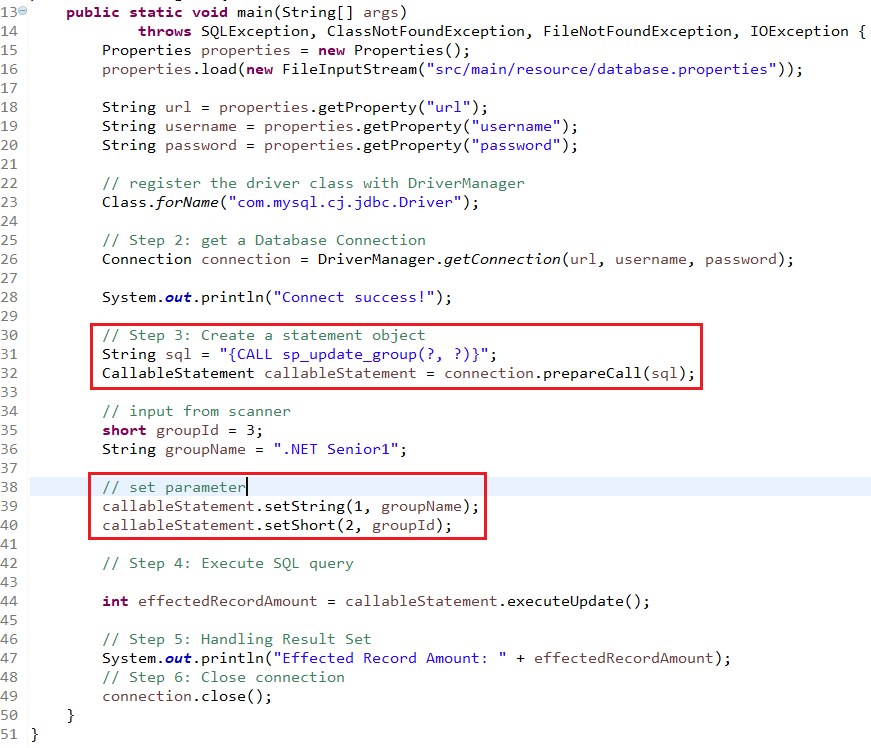 13 public static void main(String[] args)
14 throws SQLException, ClassNotFoundException, FileNotFoundException, IOException {
15 Properties properties = new Properties();
16 properties.load(new FileInputStream("src/main/resource/database.properties"));
17
18 String url = properties.getProperty("url");
19 String username = properties.getProperty("username");
20 String password = properties.getProperty("password");
21
22 // register the driver class with DriverManager
23 Class.forName("com.mysql.cj.jdbc.Driver");
24
25 // Step 2: get a Database Connection
26 Connection connection = DriverManager.getConnection(url, username, password);
27
28 System.out.println("Connect success!");
29
30 // Step 3: Create a statement object
31 String sql = "{CALL sp_update_group(?, ?)}";
32 CallableStatement callableStatement = connection.prepareCall(sql);
33
34 // input from scanner
35 short groupId = 3;
36 String groupName = ".NET Senior1";
37
38 // set parameter
39 callableStatement.setString(1, groupName);
40 callableStatement.setShort(2, groupId);
41
42 // Step 4: Execute SQL query
43
44 int effectedRecordAmount = callableStatement.executeUpdate();
45
46 // Step 5: Handling Result Set
47 System.out.println("Effected Record Amount: " + effectedRecordAmount);
48 // Step 6: Close connection
49 connection.close();
50 }
51 }